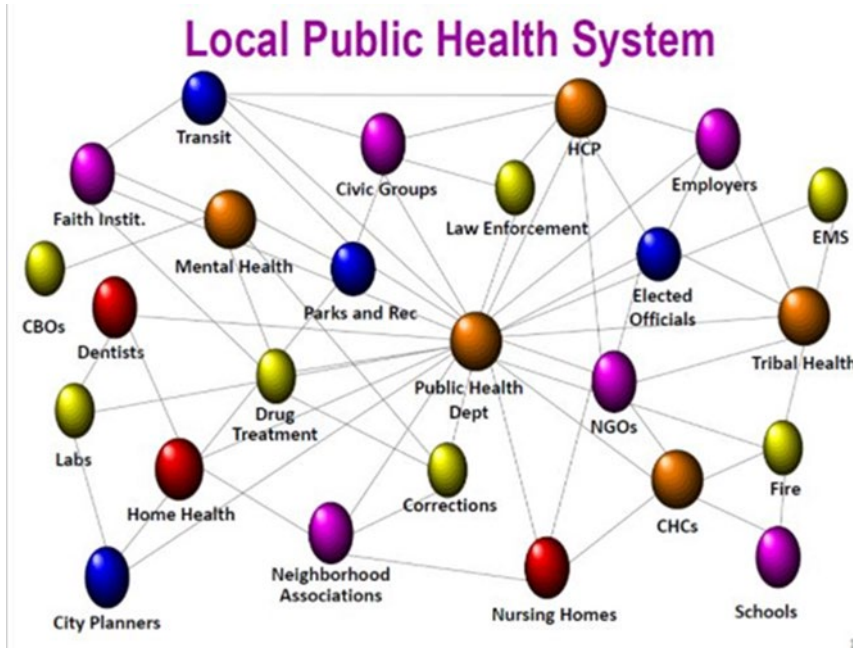 Local Public Health System
Transit
HCP
Civic Groups
Employers
Faith Instit.
Law Enforcement
EMS
Mental Health
Parks and Rec
Elected
Officials
CBOs
Dentists
Tribal Health
Public Health
Dept
Drug
Treatment
NGOs
Labs
Fire
Home Health
Corrections
CHCs
Neighborhood
Associations
Nursing Homes
Schools
City Planners
1